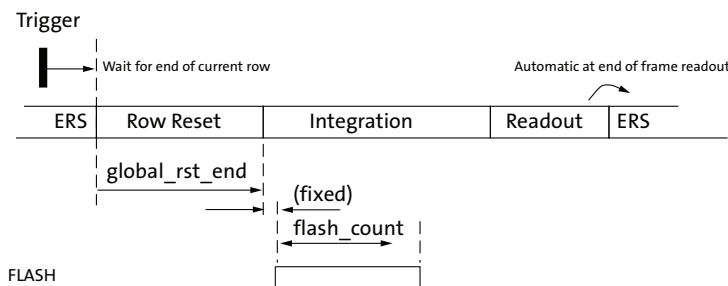 Trigger
Wait for end of current row
Automatic at end of frame readout
ERS Row Reset Integration Readout ERS
global_rst_end
(fixed)
flash_count
FLASH